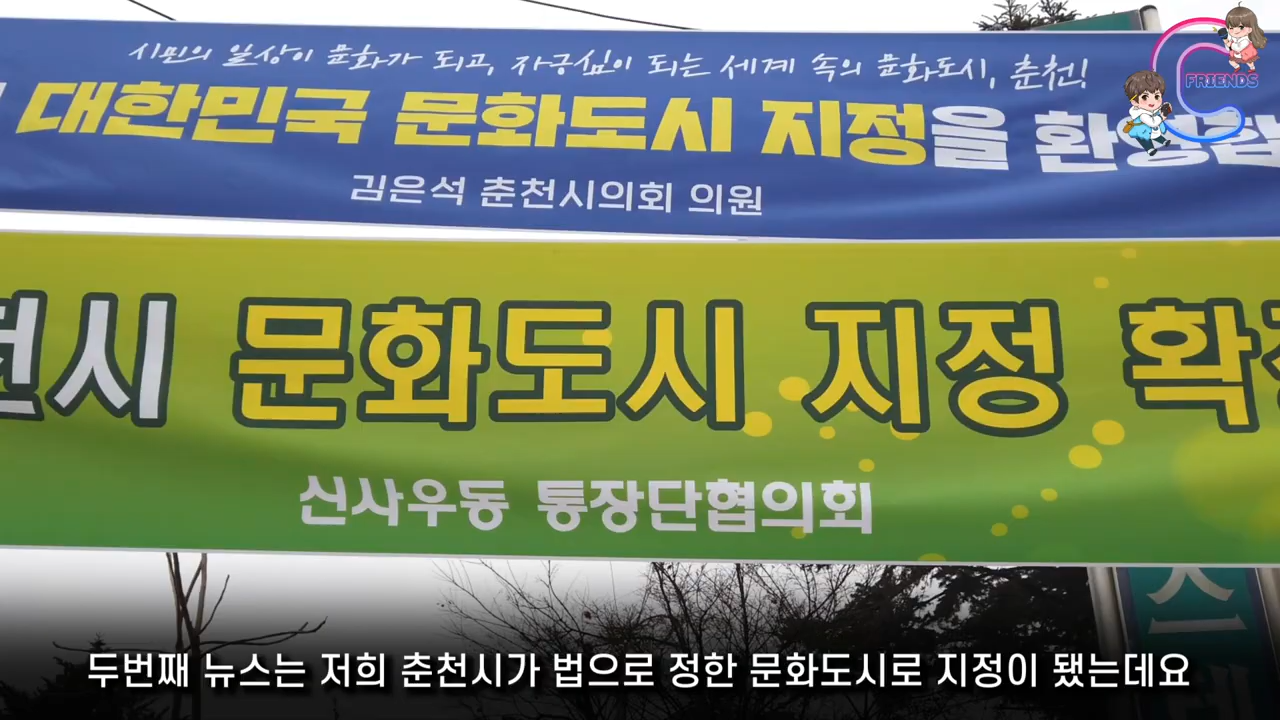 시민의 일상이 문화가 되고, 자긍심이 되는 세계 속의 문화도시, 춘천!
대한민국 문화도시 지정을 환영합
김은석 춘천시의회 의원
FRIENDS
천시 문화도시 지정 확정
신사우동 통장단협의회
스
두번째 뉴스는 저희 춘천시가 법으로 정한 문화도시로 지정이 됐는데요